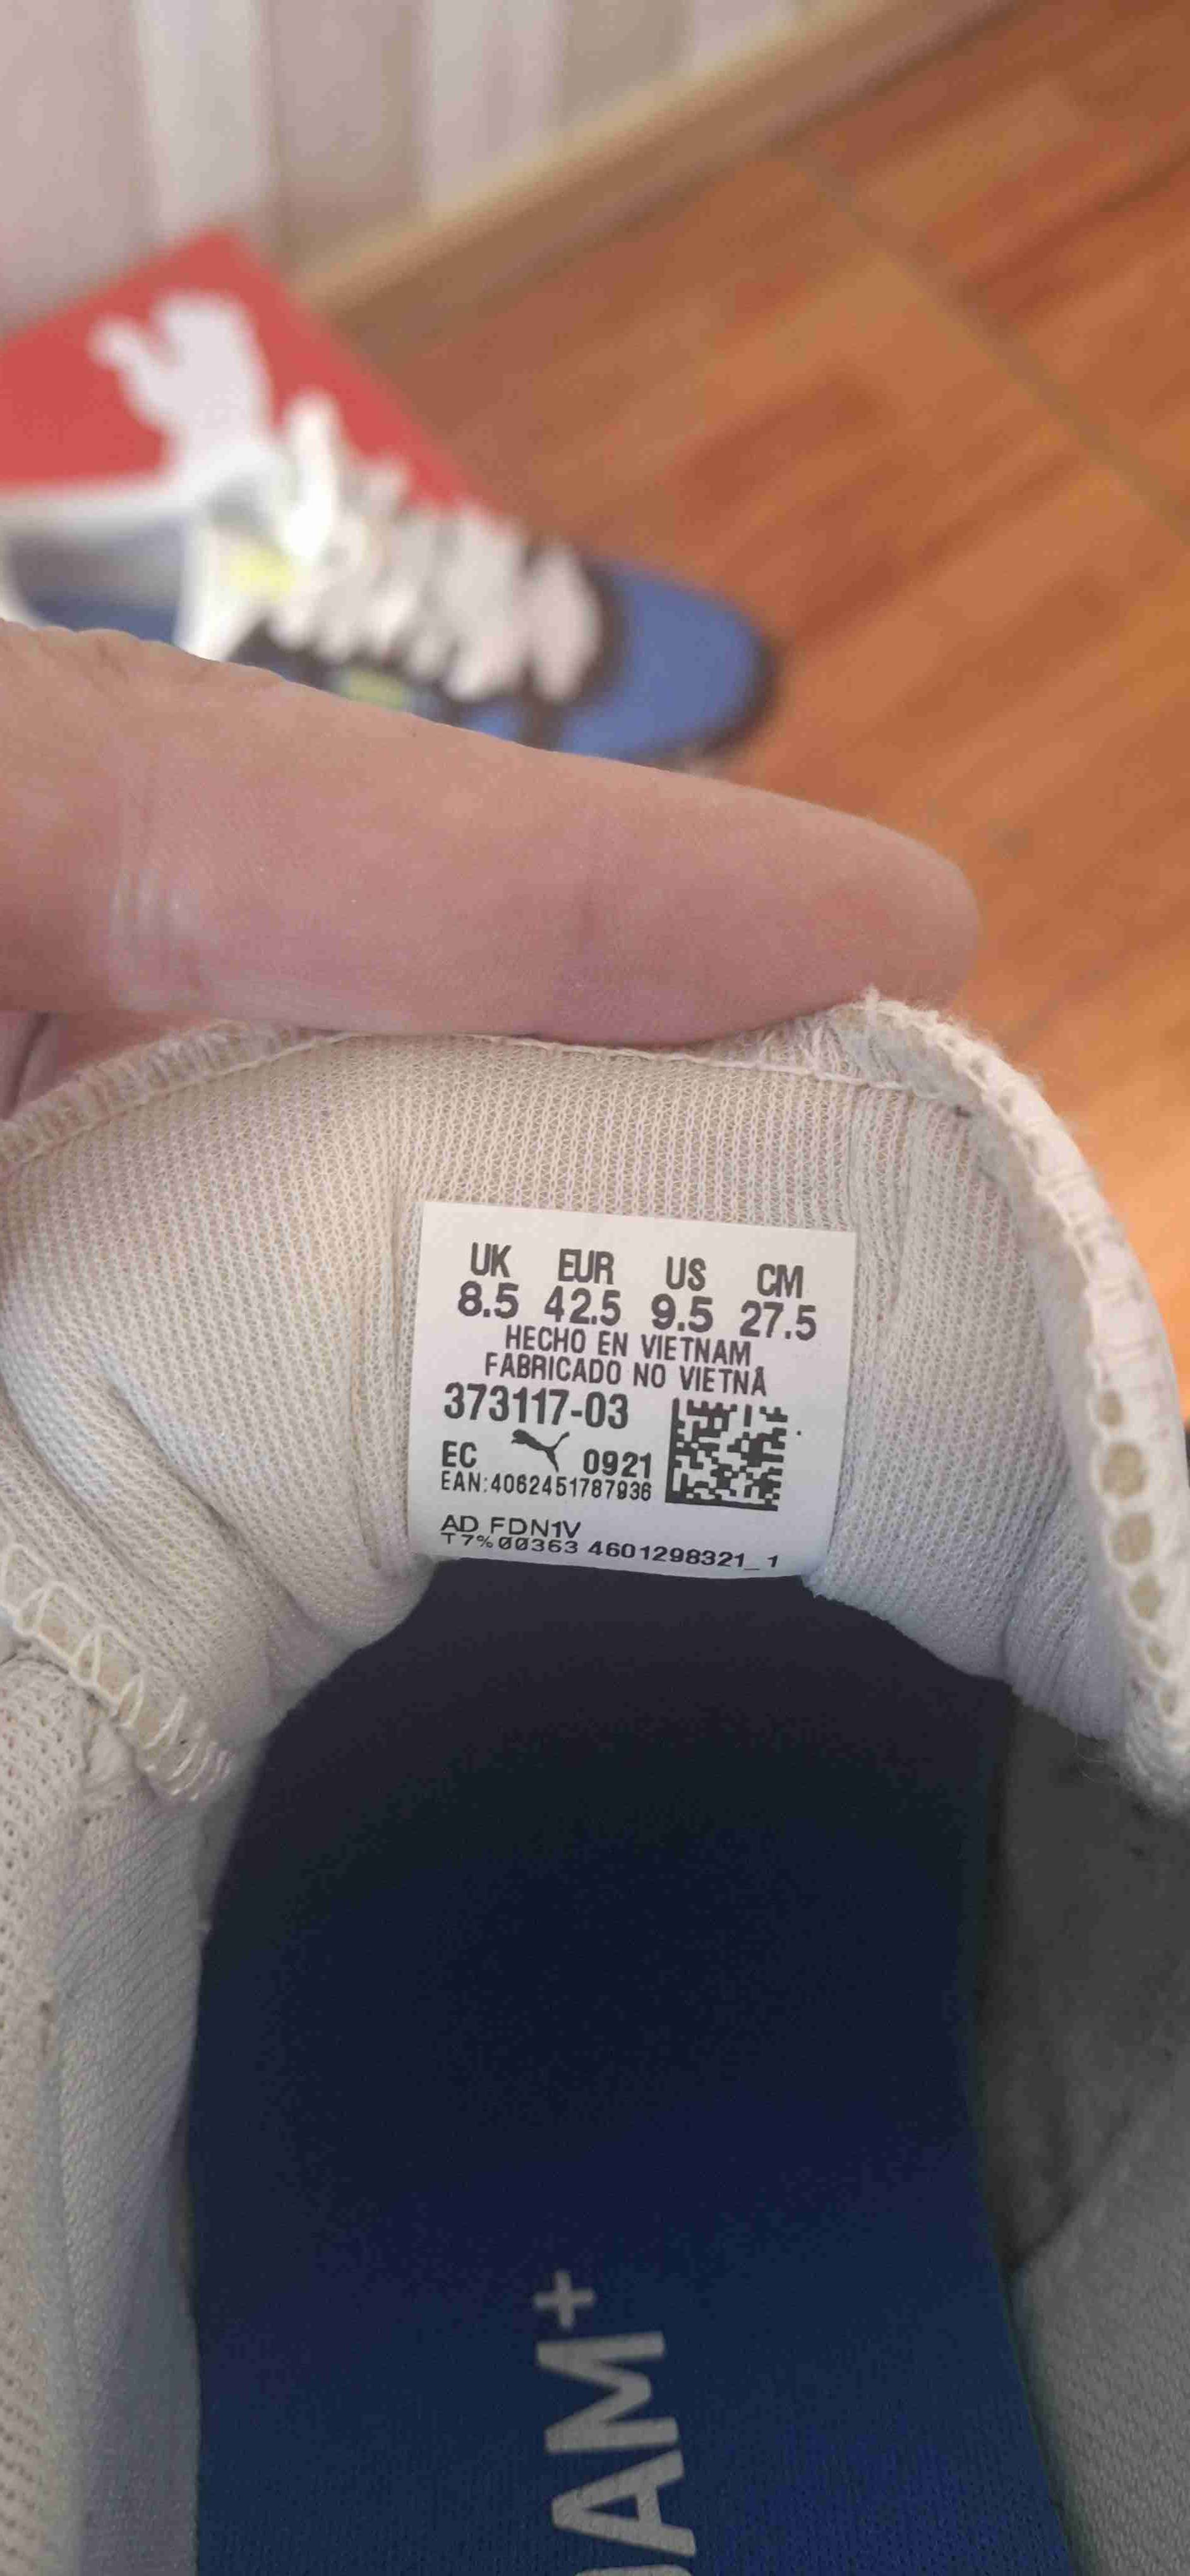 UK EUR US CM
8.5 42.5 9.5 27.5
HECHO EN VIETNAM
FABRICADO NO VIETNÃ
373117-03
EC 0921
EAN:4062451787936
AD FDN1V
T7%00363 4601298321_1
AM+